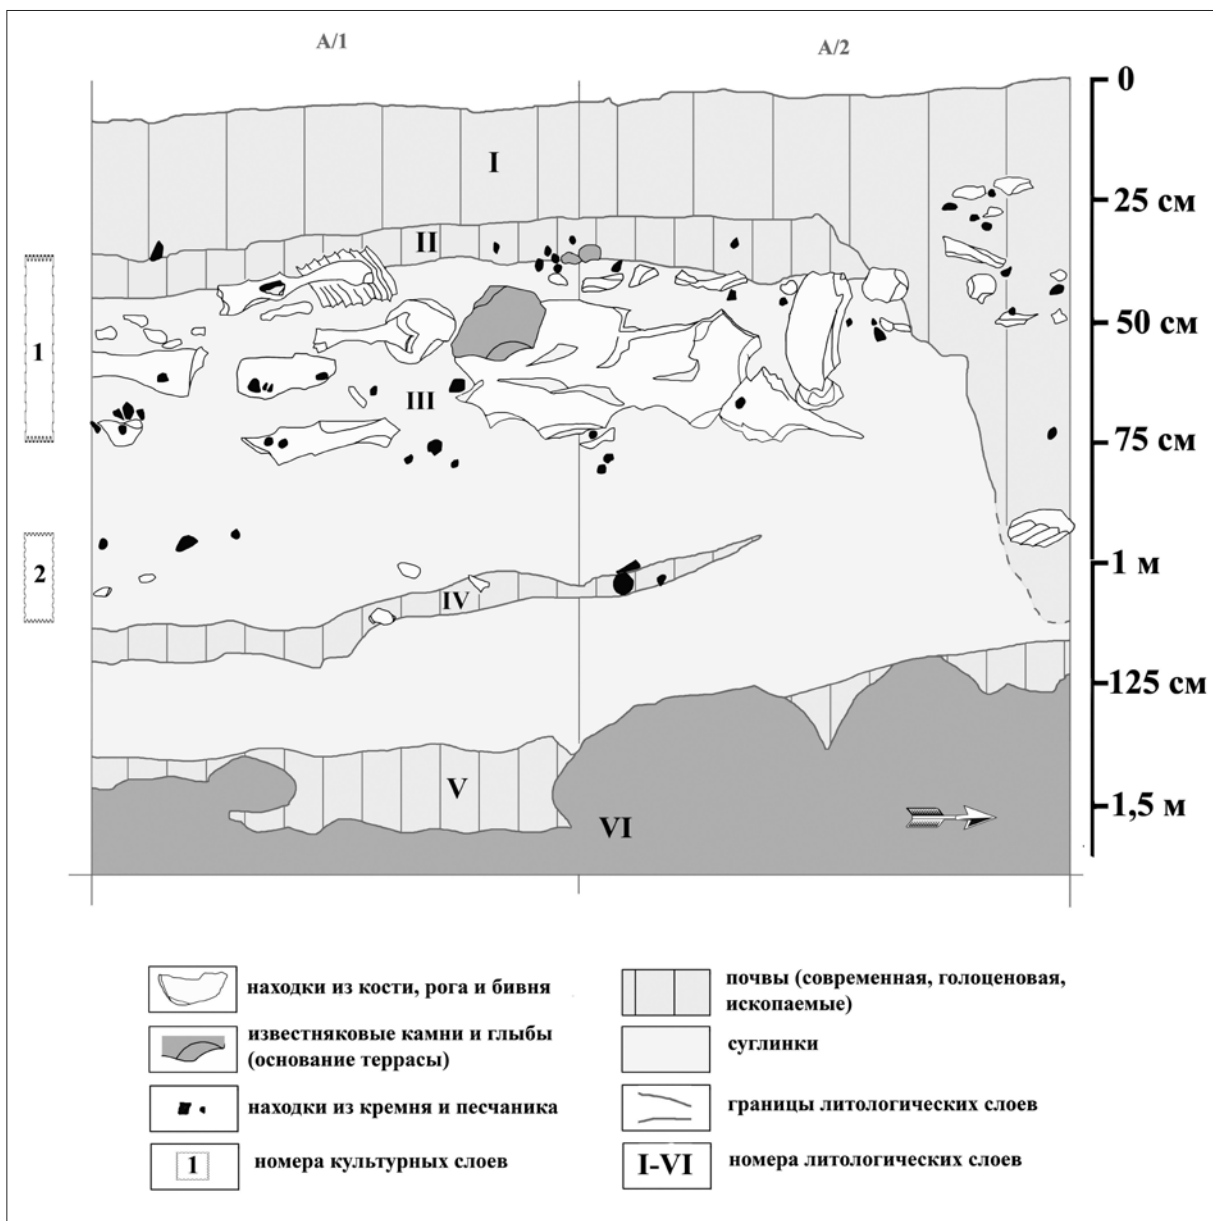 А/1
А/2
0
I
25 см
II
50 см
1
III
75 см
1 м
2
IV
125 см
V
1,5 м
VI
находки из кости, рога и бивня
известняковые камни и глыбы
(основание террасы)
находки из кремня и песчаника
1
номера культурных слоев
почвы (современная, голоценовая,
ископаемые)
суглинки
границы литологических слоев
I-VI
номера литологических слоев